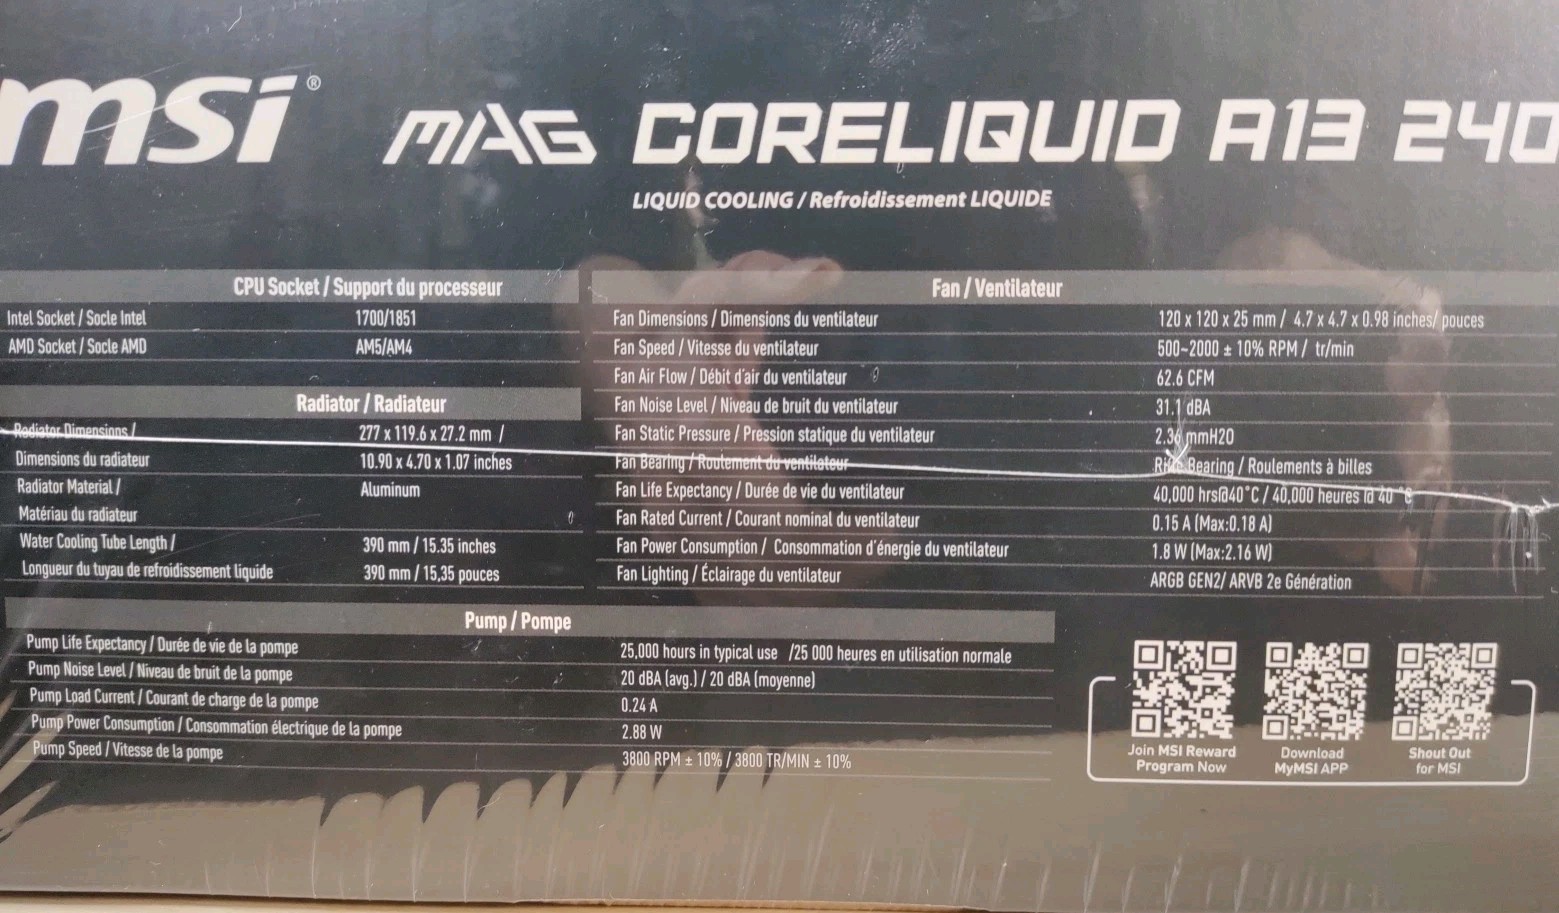 msi®
MAG CORELIQUID A13 240
LIQUID COOLING / Refroidissement LIQUIDE
CPU Socket / Support du processeur
Intel Socket / Socle Intel 1700/1851
AMD Socket / Socle AMD AM5/AM4
Radiator / Radiateur
Radiator Dimensions / 277 x 119.6 x 27.2 mm /
Dimensions du radiateur 10.90 x 4.70 x 1.07 inches
Radiator Material / Aluminum
Matériau du radiateur
Water Cooling Tube Length / 390 mm / 15.35 inches
Longueur du tuyau de refroidissement liquide 390 mm / 15,35 pouces
Fan / Ventilateur
Fan Dimensions / Dimensions du ventilateur 120 x 120 x 25 mm / 4.7 x 4.7 x 0.98 inches/ pouces
Fan Speed / Vitesse du ventilateur 500~2000 ± 10% RPM / tr/min
Fan Air Flow / Débit d'air du ventilateur 62.6 CFM
Fan Noise Level / Niveau de bruit du ventilateur 31.1 dBA
Fan Static Pressure / Pression statique du ventilateur 2.36 mmH2O
Fan Bearing / Roulement du ventilateur Bearing / Roulements à billes
Fan Life Expectancy / Durée de vie du ventilateur 40,000 hrs@40°C / 40,000 heures @ 40 °C
Fan Rated Current / Courant nominal du ventilateur 0.15 A (Max:0.18 A)
Fan Power Consumption / Consommation d'énergie du ventilateur 1.8 W (Max:2.16 W)
Fan Lighting / Éclairage du ventilateur ARGB GEN2/ ARVB 2e Génération
Pump / Pompe
Pump Life Expectancy / Durée de vie de la pompe 25,000 hours in typical use /25 000 heures en utilisation normale
Pump Noise Level / Niveau de bruit de la pompe 20 dBA (avg.) / 20 dBA (moyenne)
Pump Load Current / Courant de charge de la pompe 0.24 A
Pump Power Consumption / Consommation électrique de la pompe 2.88 W
Pump Speed / Vitesse de la pompe 3800 RPM ± 10% / 3800 TR/MIN ± 10%
Join MSI Reward
Program Now
Download
MyMSI APP
Shout Out
for MSI